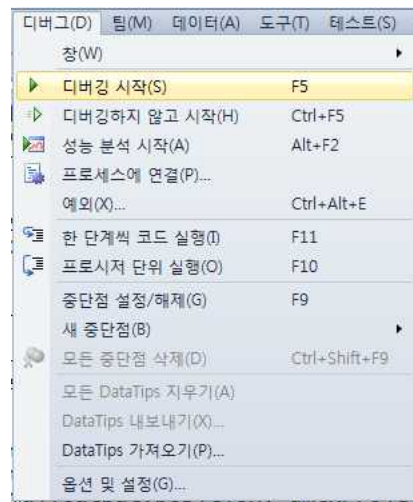 디버그(D) 팀(M) 데이터(A) 도구(T) 테스트(S)
창(W)
디버깅 시작(S) F5
디버깅하지 않고 시작(H) Ctrl+F5
성능 분석 시작(A) Alt+F2
프로세스에 연결(P)...
예외(X)... Ctrl+Alt+E
한 단계씩 코드 실행(I) F11
프로시저 단위 실행(O) F10
중단점 설정/해제(G) F9
새 중단점(B)
모든 중단점 삭제(D) Ctrl+Shift+F9
모든 DataTips 지우기(A)
DataTips 내보내기(X)...
DataTips 가져오기(P)...
옵션 및 설정(G)...